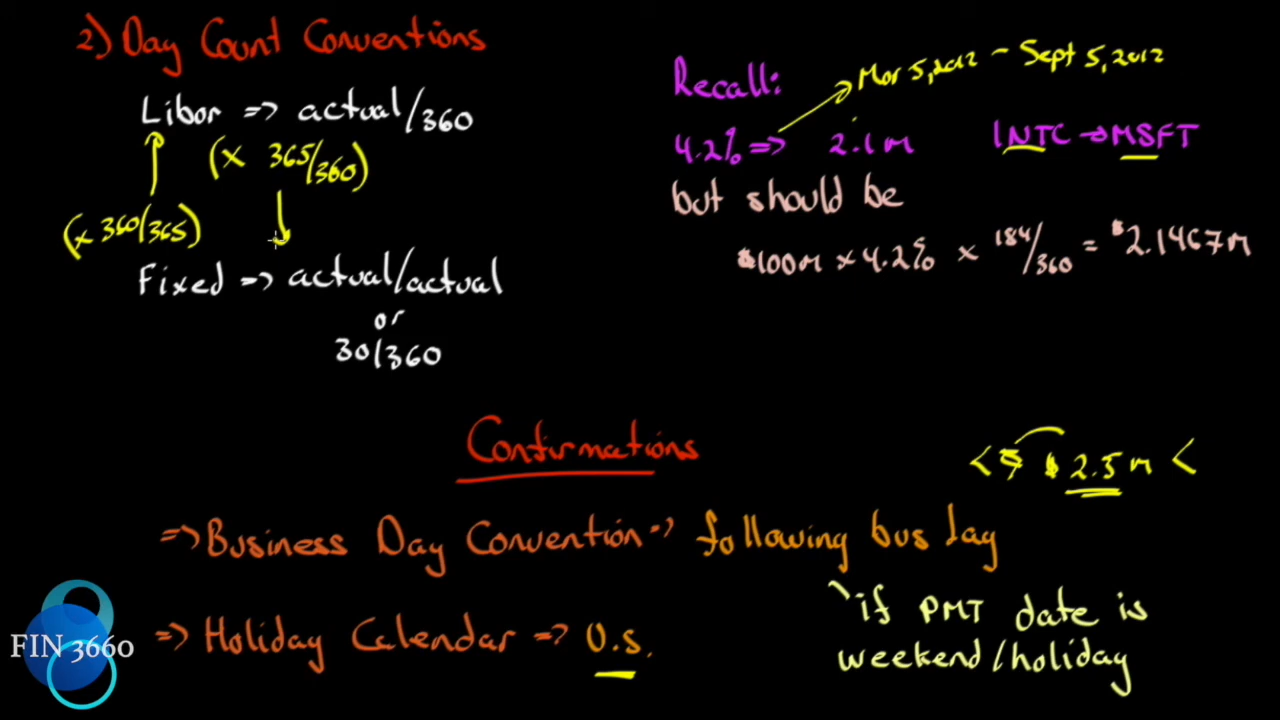 2) Day Count Conventions
Libor => actual/360
(x 365/360)
(x 360/365)
Fixed => actual/actual
or
30/360
Recall:
Mar 5, 2012 - Sept 5, 2012
4.2% => 2.1m INTC → MSFT
but should be
$100m x 4.2% x 184/360 = $2.1467m
Confirmations
< $2.5m <
=> Business Day Convention => following bus day
if PMT date is
weekend/holiday
=> Holiday Calendar => U.S.
FIN 3660